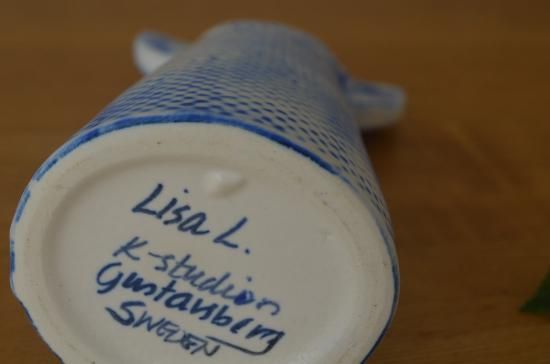 Lisa L.
K-studion
Gustavsberg
SWEDEN